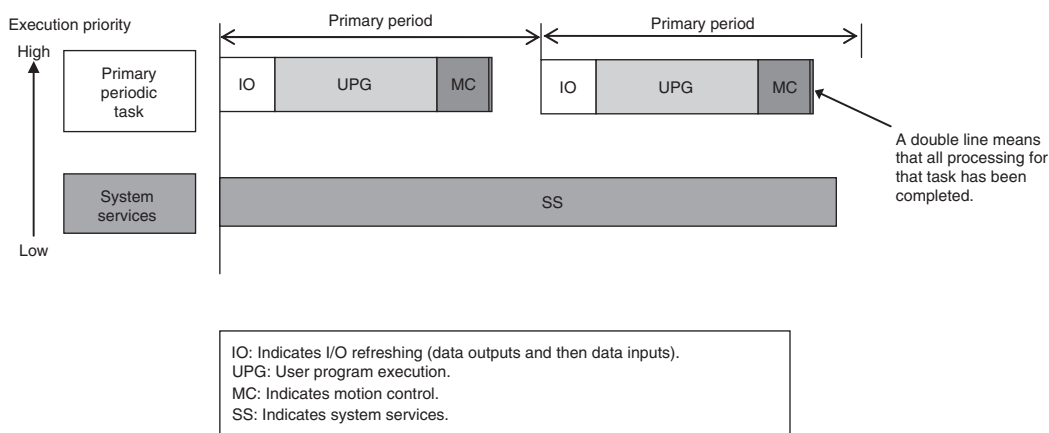 Execution priority
High
Low
Primary period
Primary period
Primary
periodic
task
IO
UPG
MC
IO
UPG
MC
A double line means
that all processing for
that task has been
completed.
System
services
SS
IO: Indicates I/O refreshing (data outputs and then data inputs).
UPG: User program execution.
MC: Indicates motion control.
SS: Indicates system services.